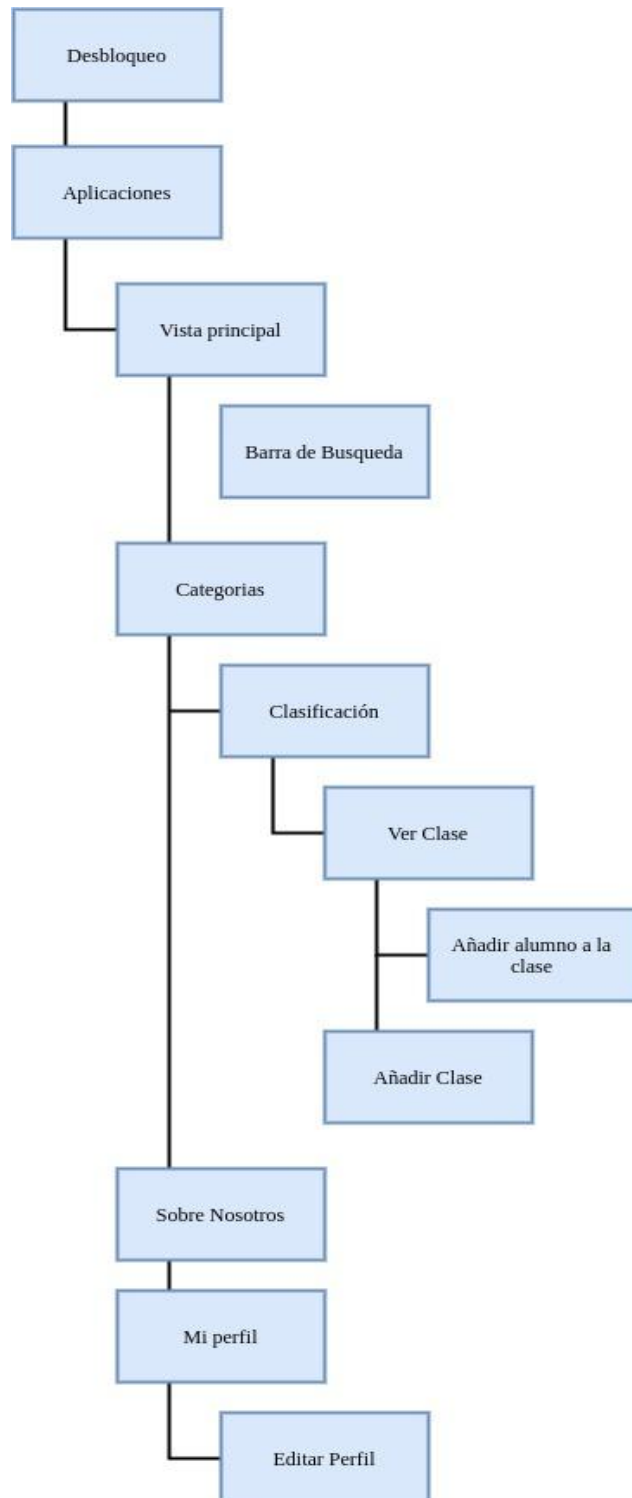 Desbloqueo
Aplicaciones
Vista principal
Barra de Busqueda
Categorias
Clasificación
Ver Clase
Añadir alumno a la
clase
Añadir Clase
Sobre Nosotros
Mi perfil
Editar Perfil